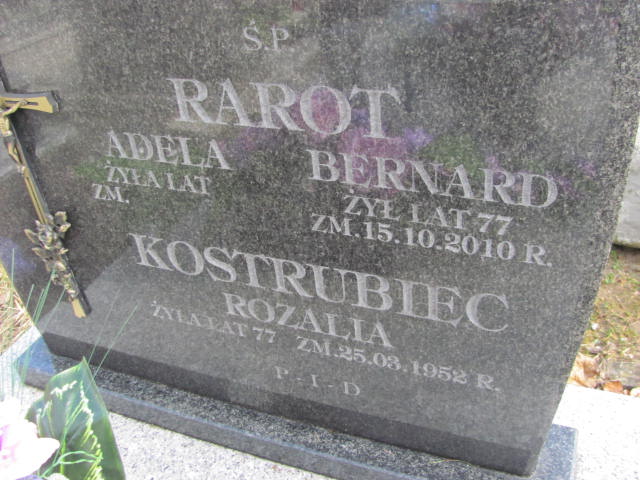 Ś.P.
RAROT
ADELA BERNARD
ŻYŁA LAT ŻYŁ LAT 77
ZM. ZM.15.10.2010 R.
KOSTRUBIEC
ROZALIA
ŻYŁA LAT 77 ZM.25.03.1952 R.
P-I-D